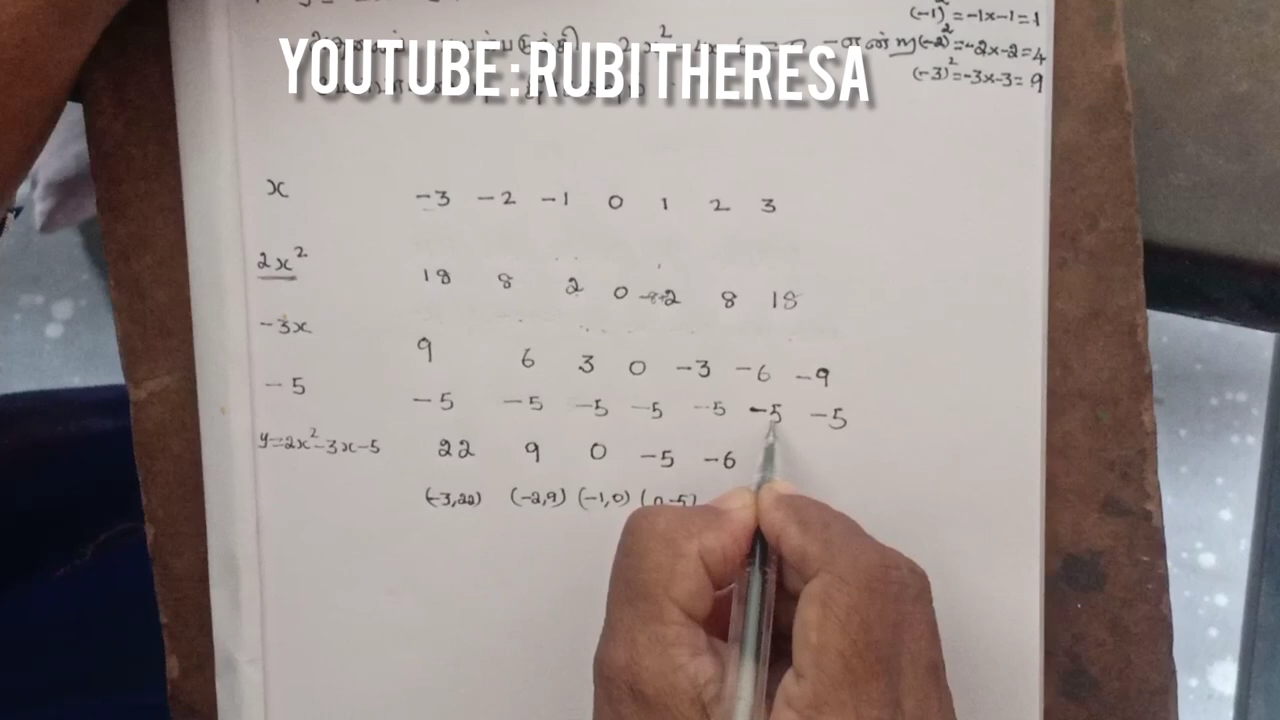 (-1)² = -1x-1 = 1
YOUTUBE : RUBITHERESA
(-2)² = -2x-2 = 4
(-3)² = -3x-3 = 9
x -3 -2 -1 0 1 2 3
2x² 18 8 2 0 2 8 18
-3x 9 6 3 0 -3 -6 -9
-5 -5 -5 -5 -5 -5 -5 -5
y=2x²-3x-5 22 9 0 -5 -6
(-3,22) (-2,9) (-1,0)